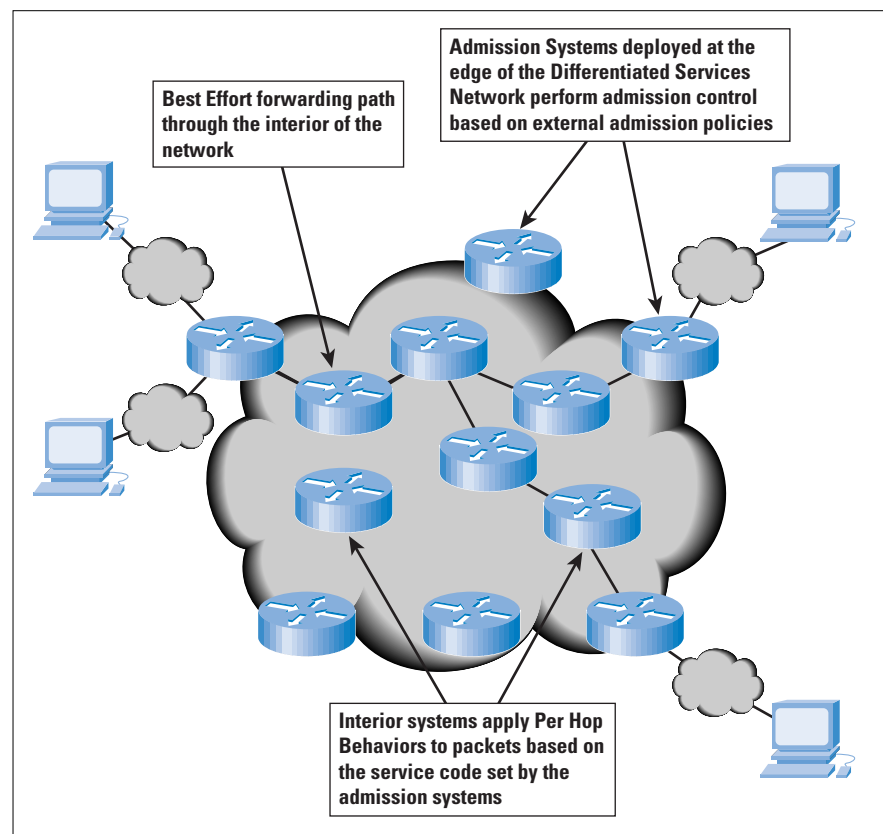 Best Effort forwarding path
through the interior of the
network
Admission Systems deployed at the
edge of the Differentiated Services
Network perform admission control
based on external admission policies
Interior systems apply Per Hop
Behaviors to packets based on
the service code set by the
admission systems